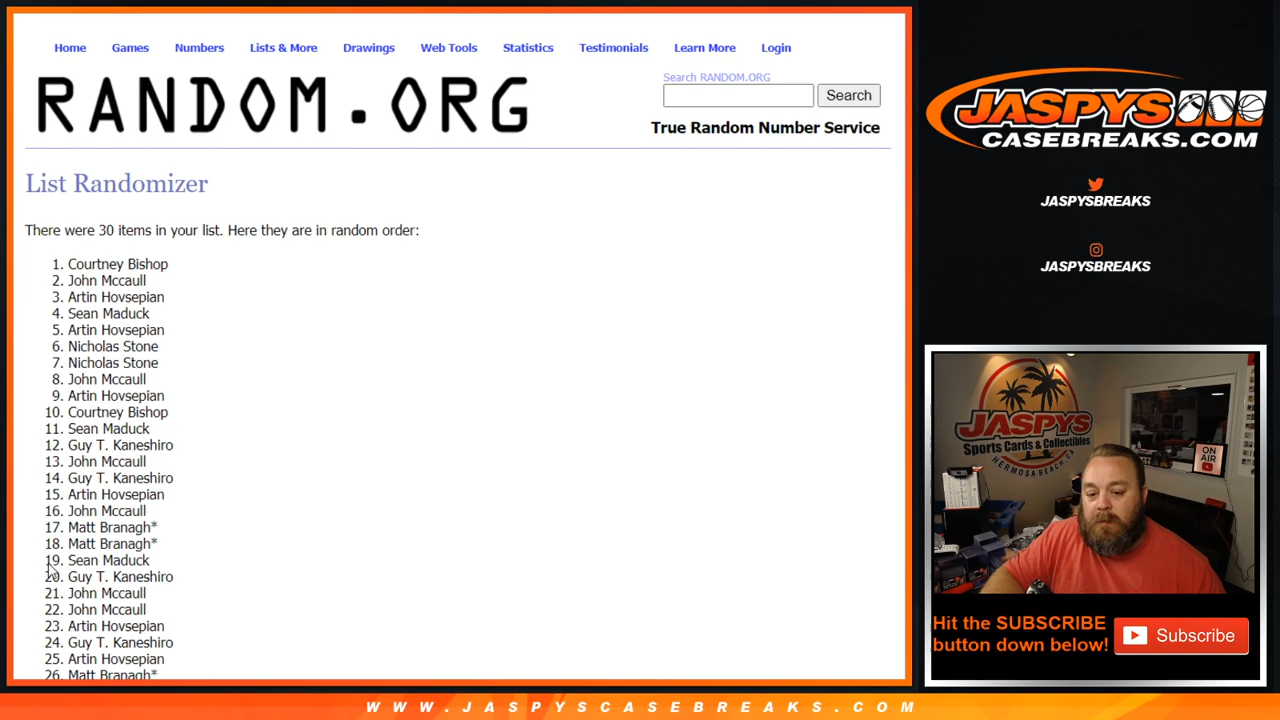 Home Games Numbers Lists & More Drawings Web Tools Statistics Testimonials Learn More Login
RANDOM.ORG
Search RANDOM.ORG
Search
True Random Number Service
List Randomizer
There were 30 items in your list. Here they are in random order:
1. Courtney Bishop
2. John Mccaull
3. Artin Hovsepian
4. Sean Maduck
5. Artin Hovsepian
6. Nicholas Stone
7. Nicholas Stone
8. John Mccaull
9. Artin Hovsepian
10. Courtney Bishop
11. Sean Maduck
12. Guy T. Kaneshiro
13. John Mccaull
14. Guy T. Kaneshiro
15. Artin Hovsepian
16. John Mccaull
17. Matt Branagh*
18. Matt Branagh*
19. Sean Maduck
20. Guy T. Kaneshiro
21. John Mccaull
22. John Mccaull
23. Artin Hovsepian
24. Guy T. Kaneshiro
25. Artin Hovsepian
26. Matt Branagh*
JASPYS
CASEBREAKS.COM
JASPYSBREAKS
JASPYSBREAKS
JASPYS
Sports Cards & Collectibles
HERMOSA BEACH, CA
ON AIR
Hit the SUBSCRIBE
button down below!
Subscribe
WWW.JASPYSCASEBREAKS.COM